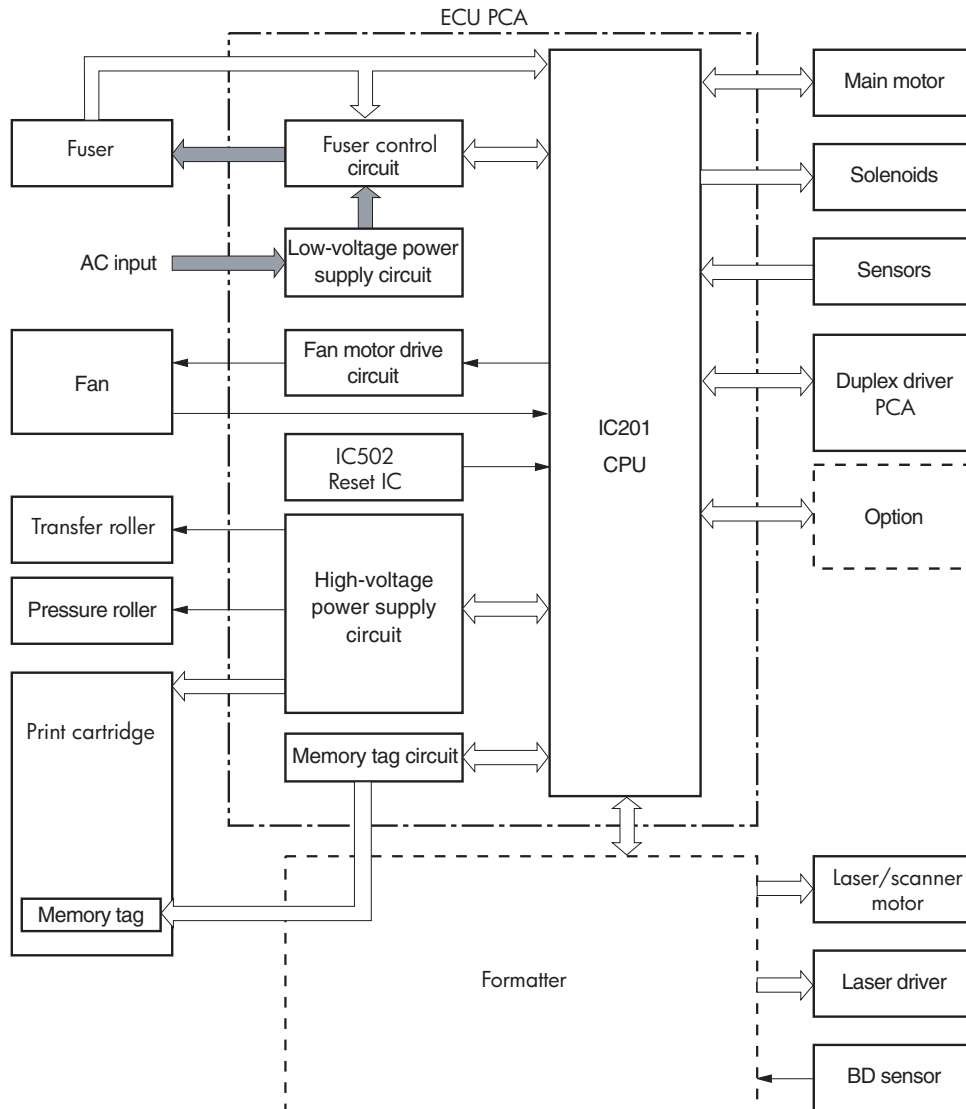 ECU PCA
Main motor
Fuser
Fuser control
circuit
Solenoids
Low-voltage power
supply circuit
AC input
Sensors
Fan motor drive
circuit
Fan
Duplex driver
PCA
IC201
CPU
IC502
Reset IC
Option
Transfer roller
High-voltage
power supply
circuit
Pressure roller
Print cartridge
Memory tag circuit
Laser/scanner
motor
Memory tag
Formatter
Laser driver
BD sensor